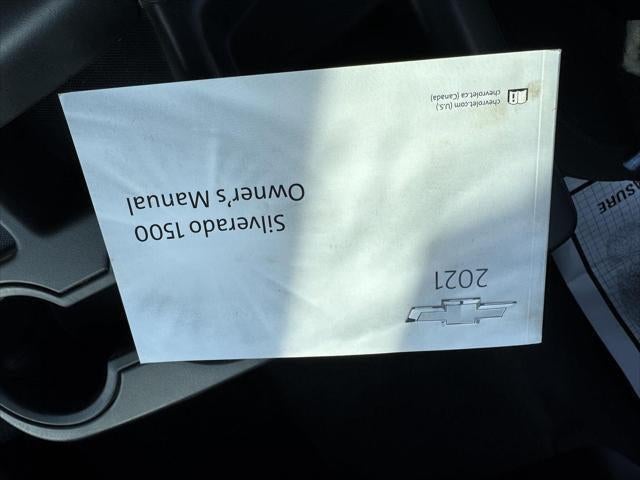 2021
Silverado 1500
Owner's Manual
chevrolet.com (U.S.)
chevrolet.ca (Canada)